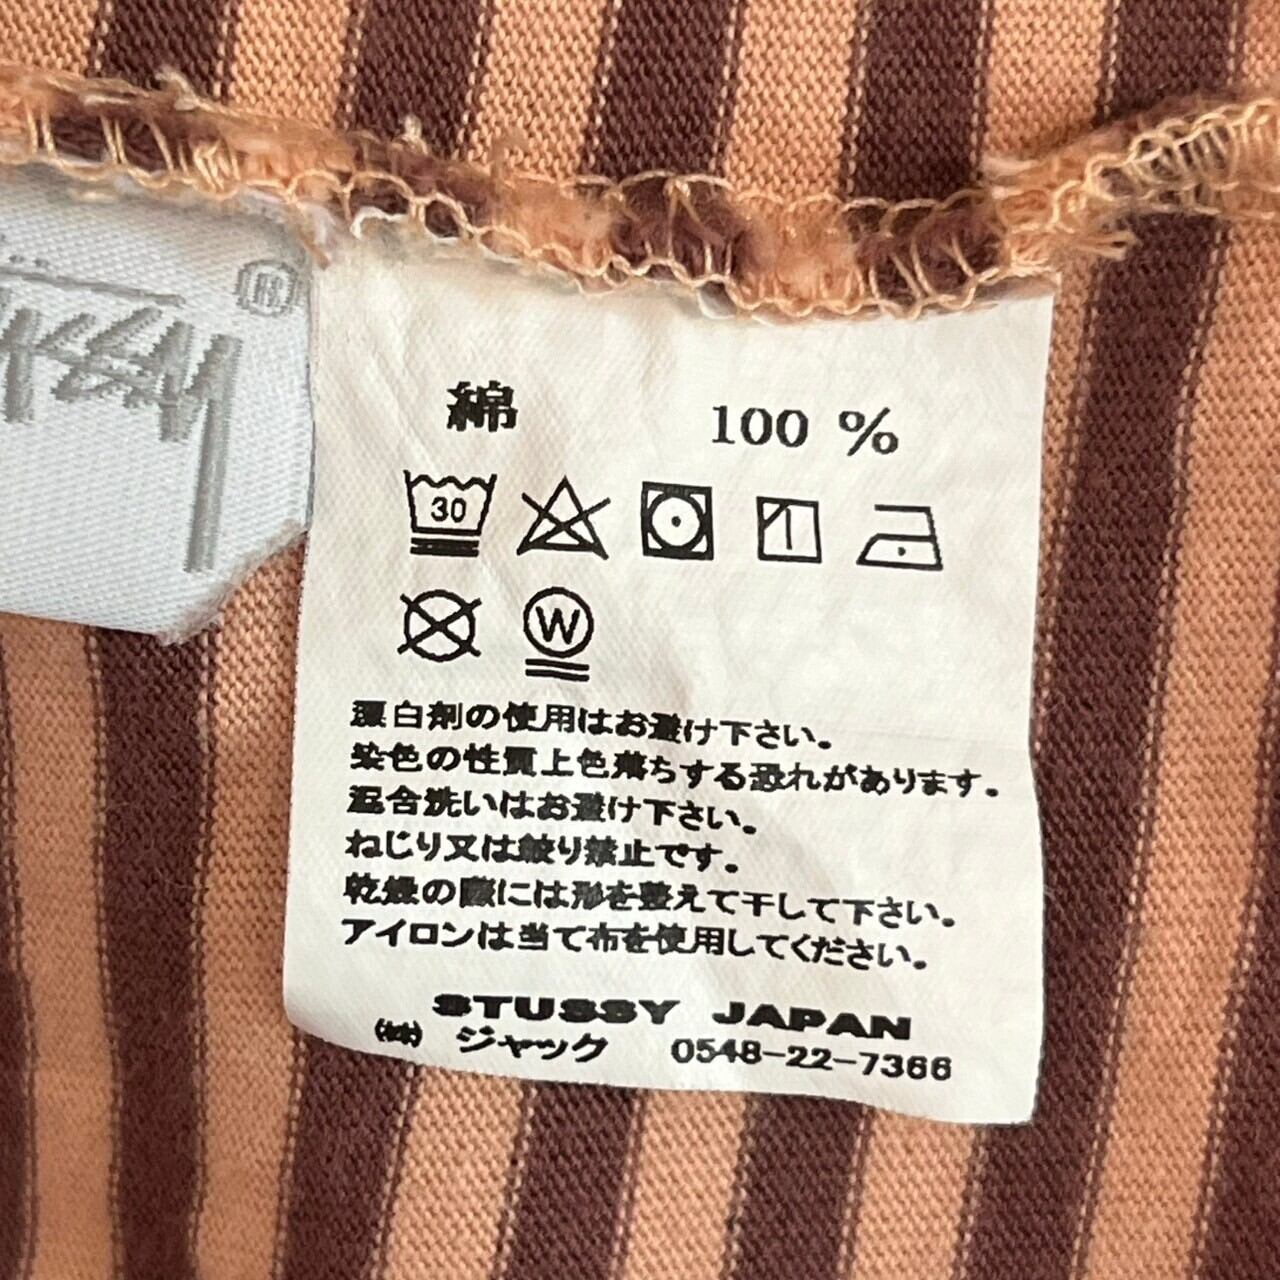 ®
綿 100 %
30
W
漂白剤の使用はお避け下さい。
染色の性質上色落ちする恐れがあります。
混合洗いはお避け下さい。
ねじり又は絞り禁止です。
乾燥の際には形を整えて干して下さい。
アイロンは当て布を使用してください。
STUSSY JAPAN
(株) ジャック 0548-22-7366